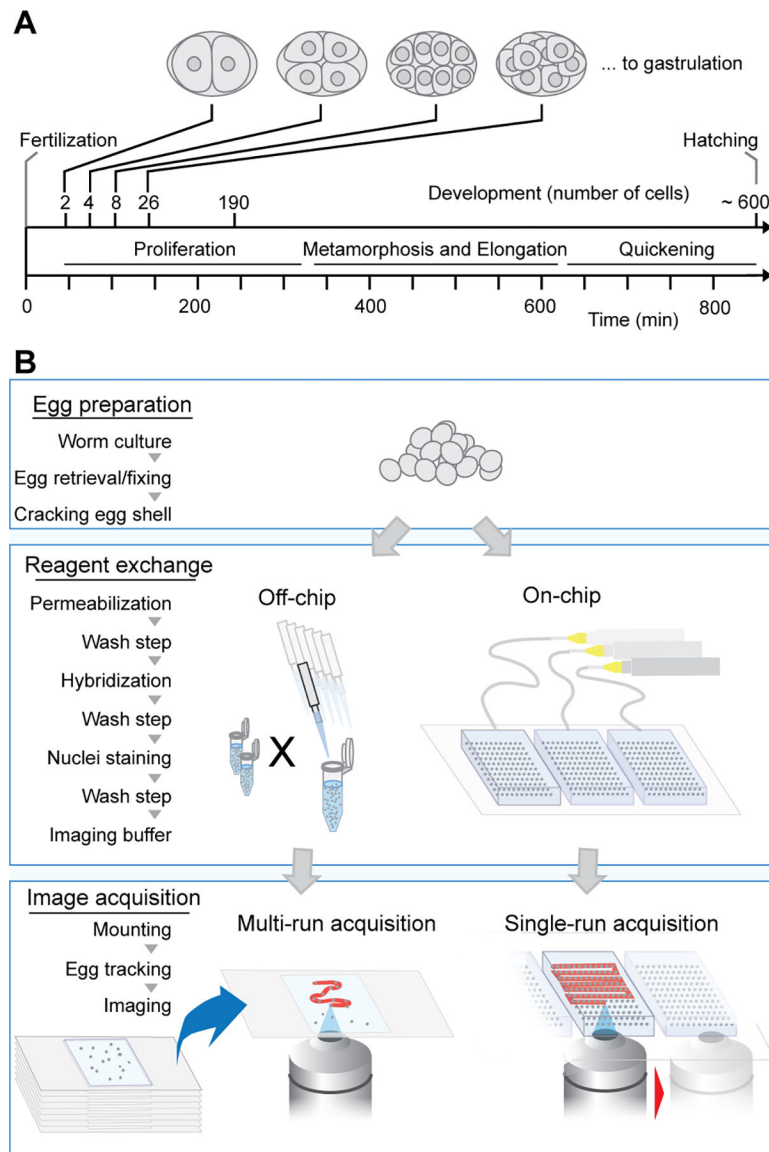 A
... to gastrulation
Fertilization
Hatching
2 4 8 26 190 Development (number of cells) ~ 600
Proliferation Metamorphosis and Elongation Quickening
0 200 400 600 800
Time (min)
B
Egg preparation
Worm culture
Egg retrieval/fixing
Cracking egg shell
Reagent exchange
Off-chip
On-chip
Permeabilization
Wash step
Hybridization
Wash step
Nuclei staining
Wash step
Imaging buffer
X
Image acquisition
Mounting
Egg tracking
Imaging
Multi-run acquisition
Single-run acquisition